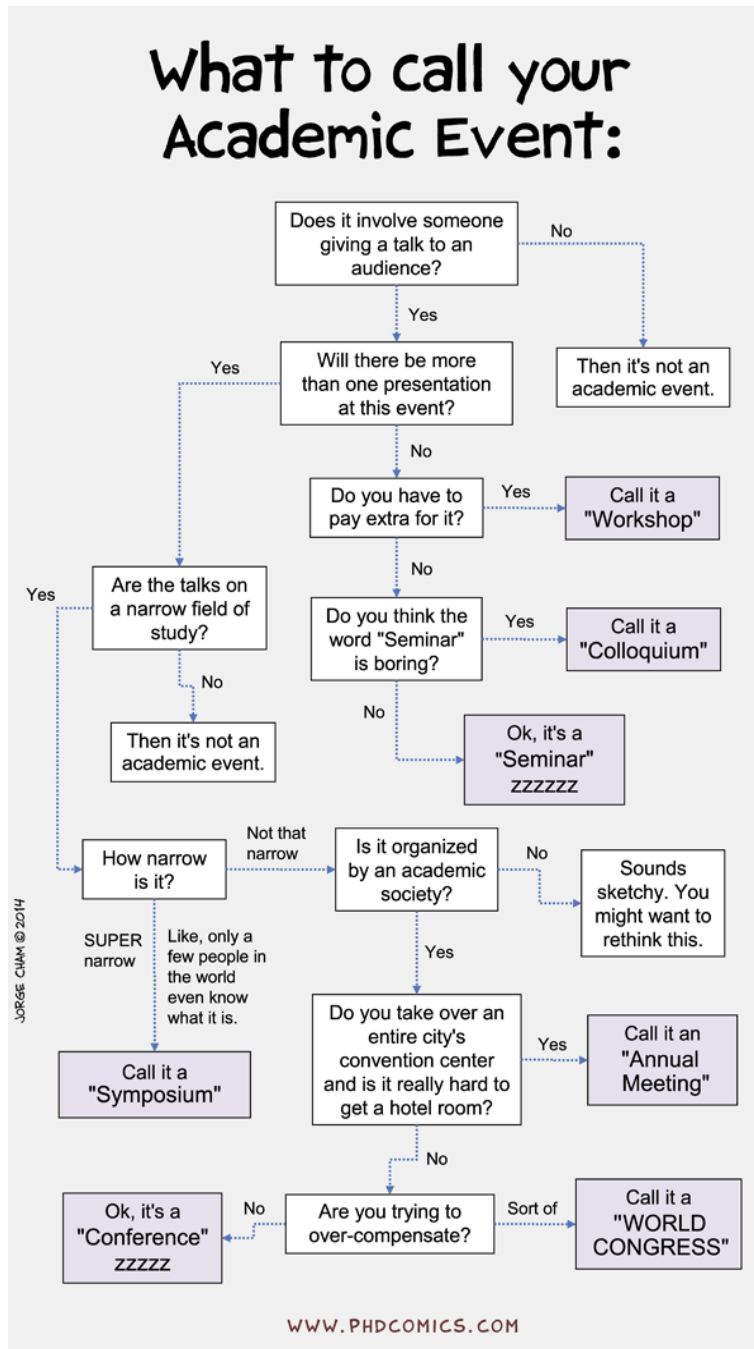 What to call your
Academic Event:
Does it involve someone
giving a talk to an
audience?
No
Yes
Then it's not an
academic event.
Will there be more
than one presentation
at this event?
Yes
No
Do you have to
pay extra for it?
Yes
Call it a
"Workshop"
No
Are the talks on
a narrow field of
study?
Yes
No
Then it's not an
academic event.
Do you think the
word "Seminar"
is boring?
Yes
Call it a
"Colloquium"
No
Ok, it's a
"Seminar"
zzzzzz
How narrow
is it?
Not that
narrow
SUPER
narrow
Like, only a
few people in
the world
even know
what it is.
Call it a
"Symposium"
Is it organized
by an academic
society?
No
Sounds
sketchy. You
might want to
rethink this.
Yes
Do you take over an
entire city's
convention center
and is it really hard to
get a hotel room?
Yes
Call it an
"Annual
Meeting"
No
Are you trying to
over-compensate?
No
Ok, it's a
"Conference"
zzzzz
Sort of
Call it a
"WORLD
CONGRESS"
JORGE CHAM © 2014
WWW.PHDCOMICS.COM